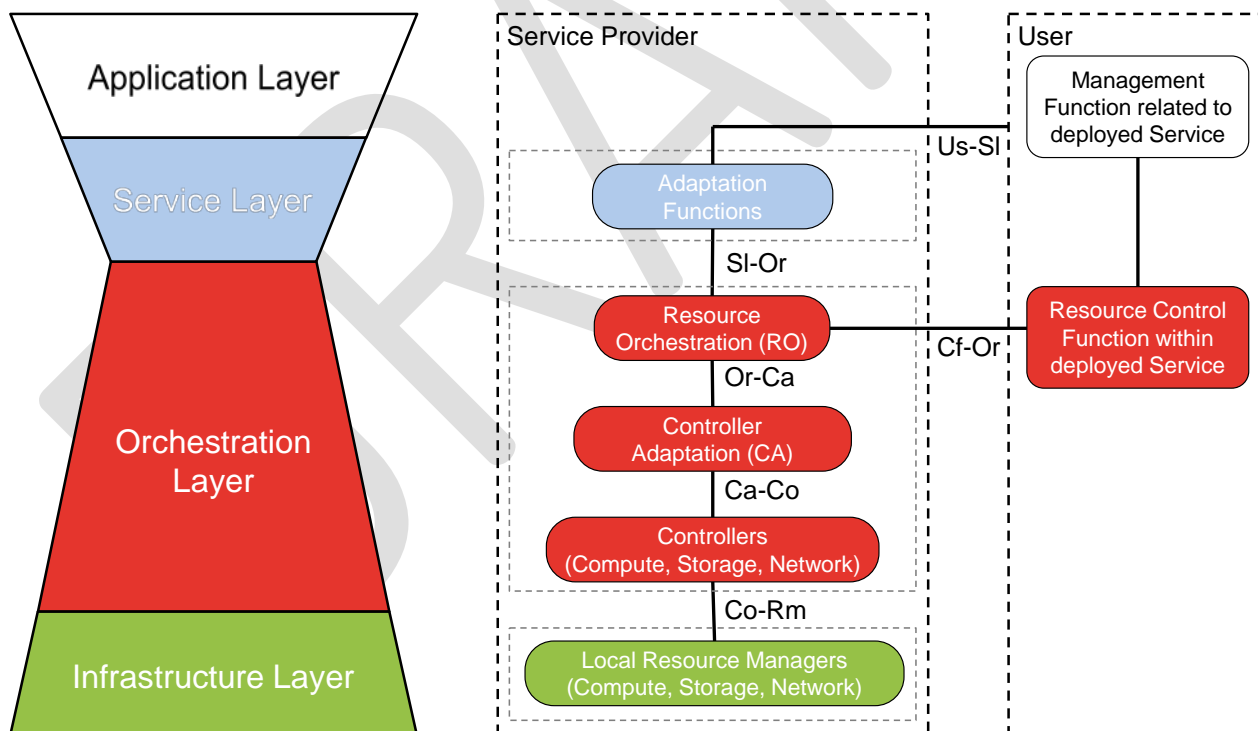 Application Layer
Service Layer
Orchestration
Layer
Infrastructure Layer
Service Provider
Adaptation
Functions
Sl-Or
Resource
Orchestration (RO)
Or-Ca
Controller
Adaptation (CA)
Ca-Co
Controllers
(Compute, Storage, Network)
Co-Rm
Local Resource Managers
(Compute, Storage, Network)
Us-Sl
Cf-Or
User
Management
Function related to
deployed Service
Resource Control
Function within
deployed Service